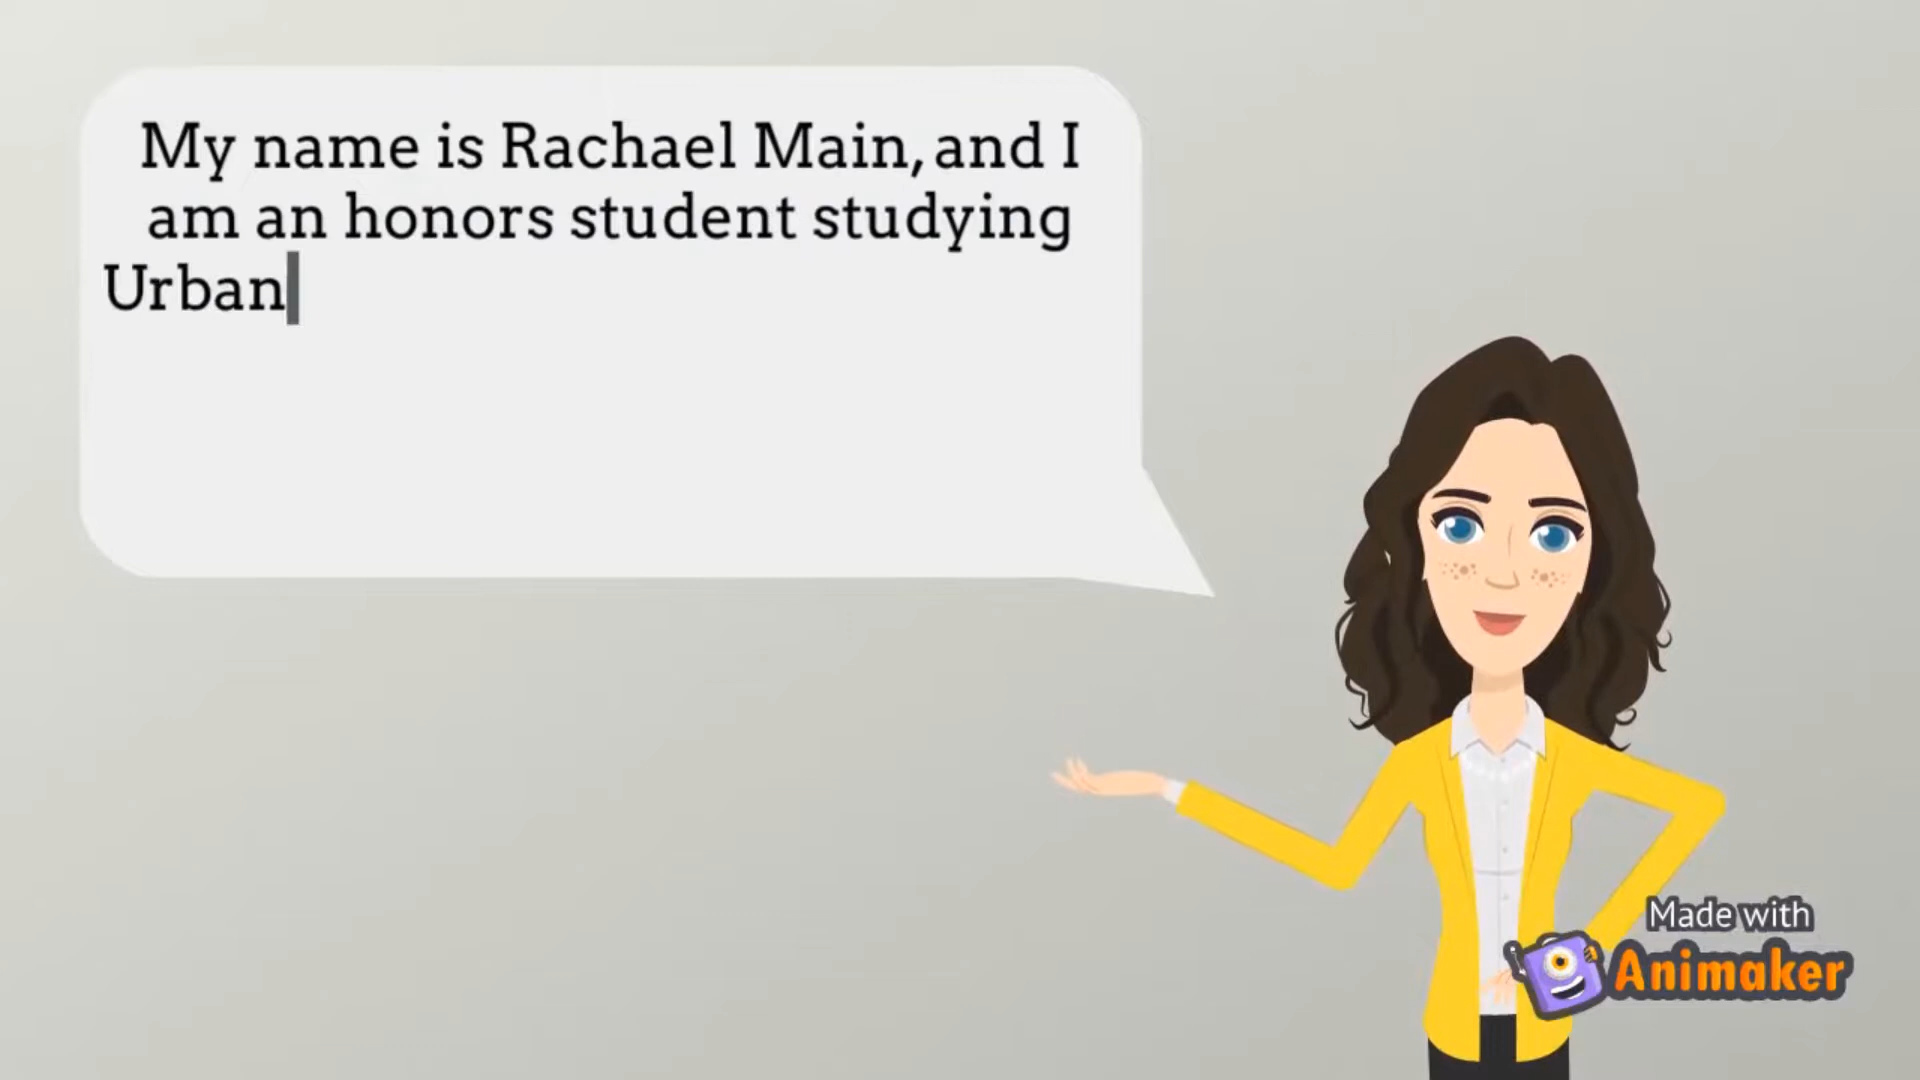 My name is Rachael Main, and I
am an honors student studying
Urban
Made with
Animaker